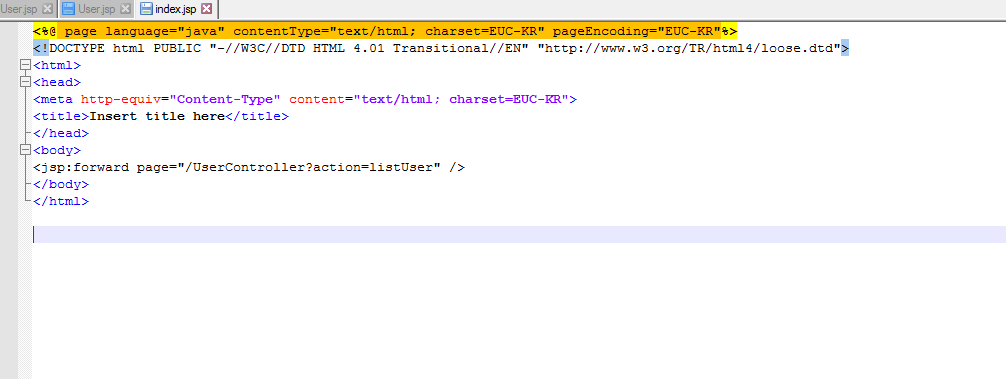 User.jsp User.jsp index.jsp
<%@ page language="java" contentType="text/html; charset=EUC-KR" pageEncoding="EUC-KR"%>
<!DOCTYPE html PUBLIC "-//W3C//DTD HTML 4.01 Transitional//EN" "http://www.w3.org/TR/html4/loose.dtd">
<html>
<head>
<meta http-equiv="Content-Type" content="text/html; charset=EUC-KR">
<title>Insert title here</title>
</head>
<body>
<jsp:forward page="/UserController?action=listUser" />
</body>
</html>